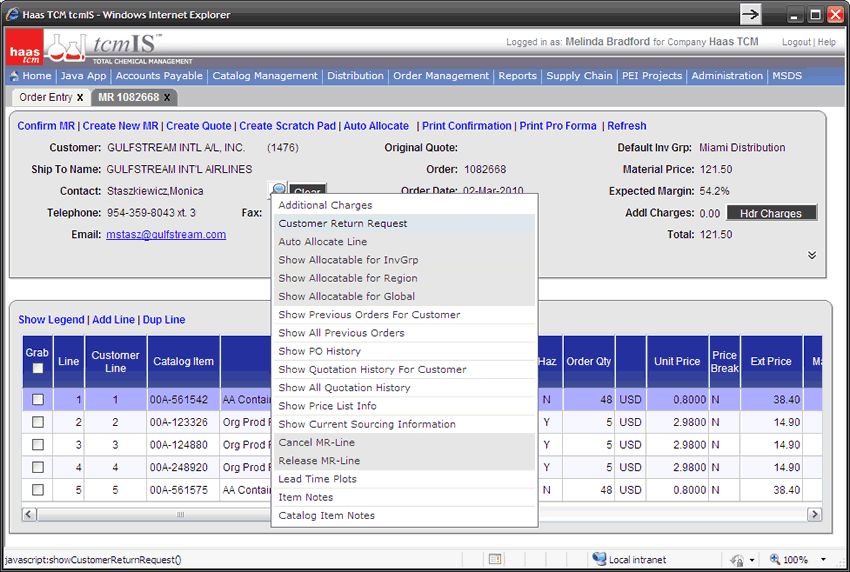 Haas TCM tcmIS - Windows Internet Explorer
haas tcm
tcmIS™
TOTAL CHEMICAL MANAGEMENT
Logged in as: Melinda Bradford for Company Haas TCM Logout | Help
Home | Java App | Accounts Payable | Catalog Management | Distribution | Order Management | Reports | Supply Chain | PEI Projects | Administration | MSDS
Order Entry x MR 1082668 x
Confirm MR | Create New MR | Create Quote | Create Scratch Pad | Auto Allocate | Print Confirmation | Print Pro Forma | Refresh
Customer: GULFSTREAM INTL A/L, INC. (1476) Original Quote: Default Inv Grp: Miami Distribution
Ship To Name: GULFSTREAM INT'L AIRLINES Order: 1082668 Material Price: 121.50
Contact: Staszkiewicz,Monica Clear Order Date: 02-Mar-2010 Expected Margin: 54.2%
Telephone: 954-359-8043 xt. 3 Fax: Addl Charges: 0.00 Hdr Charges
Email: mstasz@gulfstream.com Total: 121.50
Additional Charges
Customer Return Request
Auto Allocate Line
Show Allocatable for InvGrp
Show Allocatable for Region
Show Allocatable for Global
Show Previous Orders For Customer
Show All Previous Orders
Show PO History
Show Quotation History For Customer
Show All Quotation History
Show Price List Info
Show Current Sourcing Information
Cancel MR-Line
Release MR-Line
Lead Time Plots
Item Notes
Catalog Item Notes
Show Legend | Add Line | Dup Line
Grab Line Customer Line Catalog Item Haz. Order Qty Unit Price Price Break Ext Price Ma
1 1 00A-561542 AA Contain N 48 USD 0.8000 N 38.40
2 2 00A-123326 Org Prod F Y 5 USD 2.9800 N 14.90
3 3 00A-124880 Org Prod F Y 5 USD 2.9800 N 14.90
4 4 00A-248920 Org Prod F Y 5 USD 2.9800 N 14.90
5 5 00A-561575 AA Contain N 48 USD 0.8000 N 38.40
javascript:showCustomerReturnRequest() Local intranet 100%